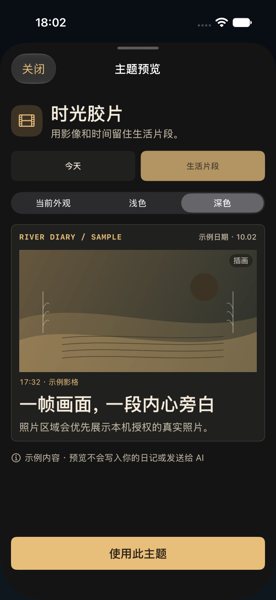 18:02
关闭
主题预览
时光胶片
用影像和时间留住生活片段。
今天
生活片段
当前外观
浅色
深色
RIVER DIARY / SAMPLE
示例日期 · 10.02
插画
17:32 · 示例影格
一帧画面，一段内心旁白
照片区域会优先展示本机授权的真实照片。
示例内容 · 预览不会写入你的日记或发送给 AI
使用此主题